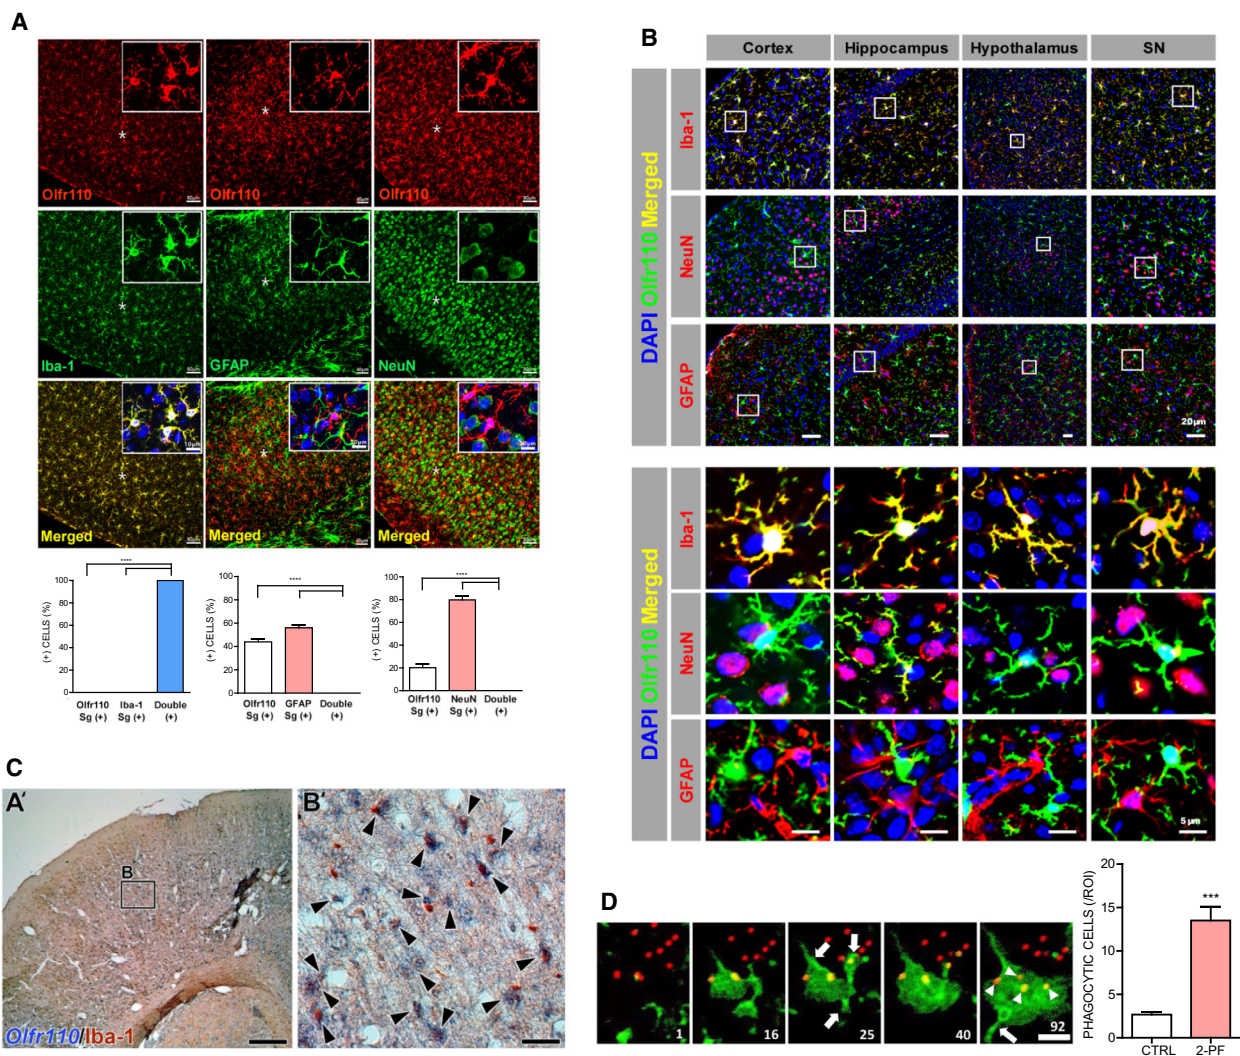 A
Olfr110
Olfr110
Olfr110
Iba-1
GFAP
NeuN
10µm
Merged
Merged
Merged
****
(+) CELLS (%)
100
80
60
40
20
0
Olfr110 Iba-1 Double
Sg (+) Sg (+) (+)
****
(+) CELLS (%)
100
80
60
40
20
0
Olfr110 GFAP Double
Sg (+) Sg (+) (+)
****
(+) CELLS (%)
100
80
60
40
20
0
Olfr110 NeuN Double
Sg (+) Sg (+) (+)
B
Cortex Hippocampus Hypothalamus SN
DAPI Olfr110 Merged
Iba-1
NeuN
GFAP
20µm
DAPI Olfr110 Merged
Iba-1
NeuN
GFAP
5µm
C
A'
B
Olfr110/Iba-1
B'
D
1
16
25
40
92
PHAGOCYTIC CELLS (/ROI)
20
15
10
5
0
***
CTRL 2-PF